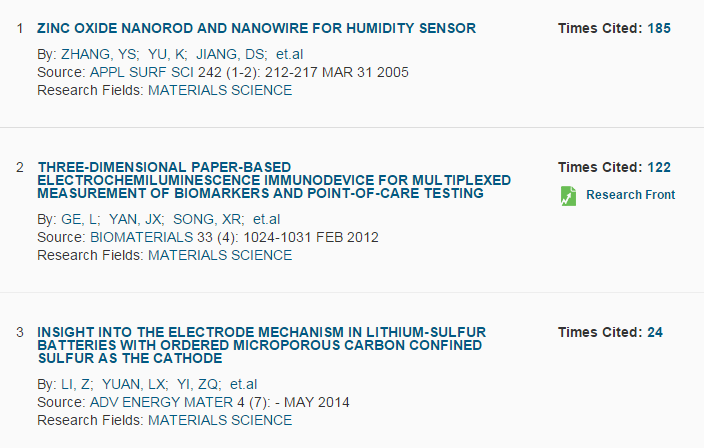 1 ZINC OXIDE NANOROD AND NANOWIRE FOR HUMIDITY SENSOR Times Cited: 185
By: ZHANG, YS; YU, K; JIANG, DS; et.al
Source: APPL SURF SCI 242 (1-2): 212-217 MAR 31 2005
Research Fields: MATERIALS SCIENCE
2 THREE-DIMENSIONAL PAPER-BASED Times Cited: 122
ELECTROCHEMILUMINESCENCE IMMUNODEVICE FOR MULTIPLEXED
MEASUREMENT OF BIOMARKERS AND POINT-OF-CARE TESTING Research Front
By: GE, L; YAN, JX; SONG, XR; et.al
Source: BIOMATERIALS 33 (4): 1024-1031 FEB 2012
Research Fields: MATERIALS SCIENCE
3 INSIGHT INTO THE ELECTRODE MECHANISM IN LITHIUM-SULFUR Times Cited: 24
BATTERIES WITH ORDERED MICROPOROUS CARBON CONFINED
SULFUR AS THE CATHODE
By: LI, Z; YUAN, LX; YI, ZQ; et.al
Source: ADV ENERGY MATER 4 (7): - MAY 2014
Research Fields: MATERIALS SCIENCE